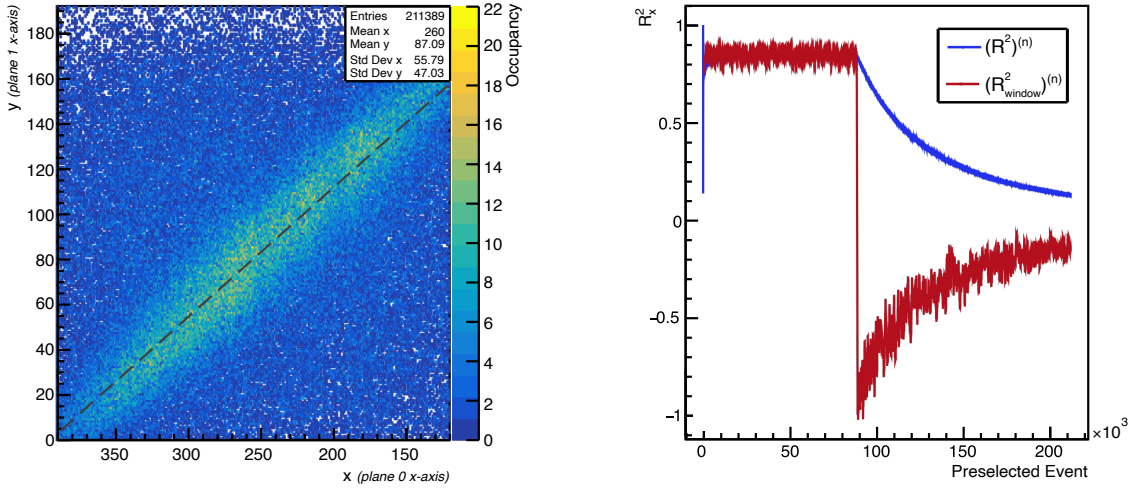 Entries 211389
Mean x 260
Mean y 87.09
Std Dev x 55.79
Std Dev y 47.03
y (plane 1 x-axis)
180
160
140
120
100
80
60
40
20
0
350 300 250 200 150
x (plane 0 x-axis)
22
20
18
16
14
12
10
8
6
4
2
0
Occupancy
R²ₓ
1
0.5
0
−0.5
−1
(R²)⁽ⁿ⁾
(R²window)⁽ⁿ⁾
0 50 100 150 200
×10³
Preselected Event